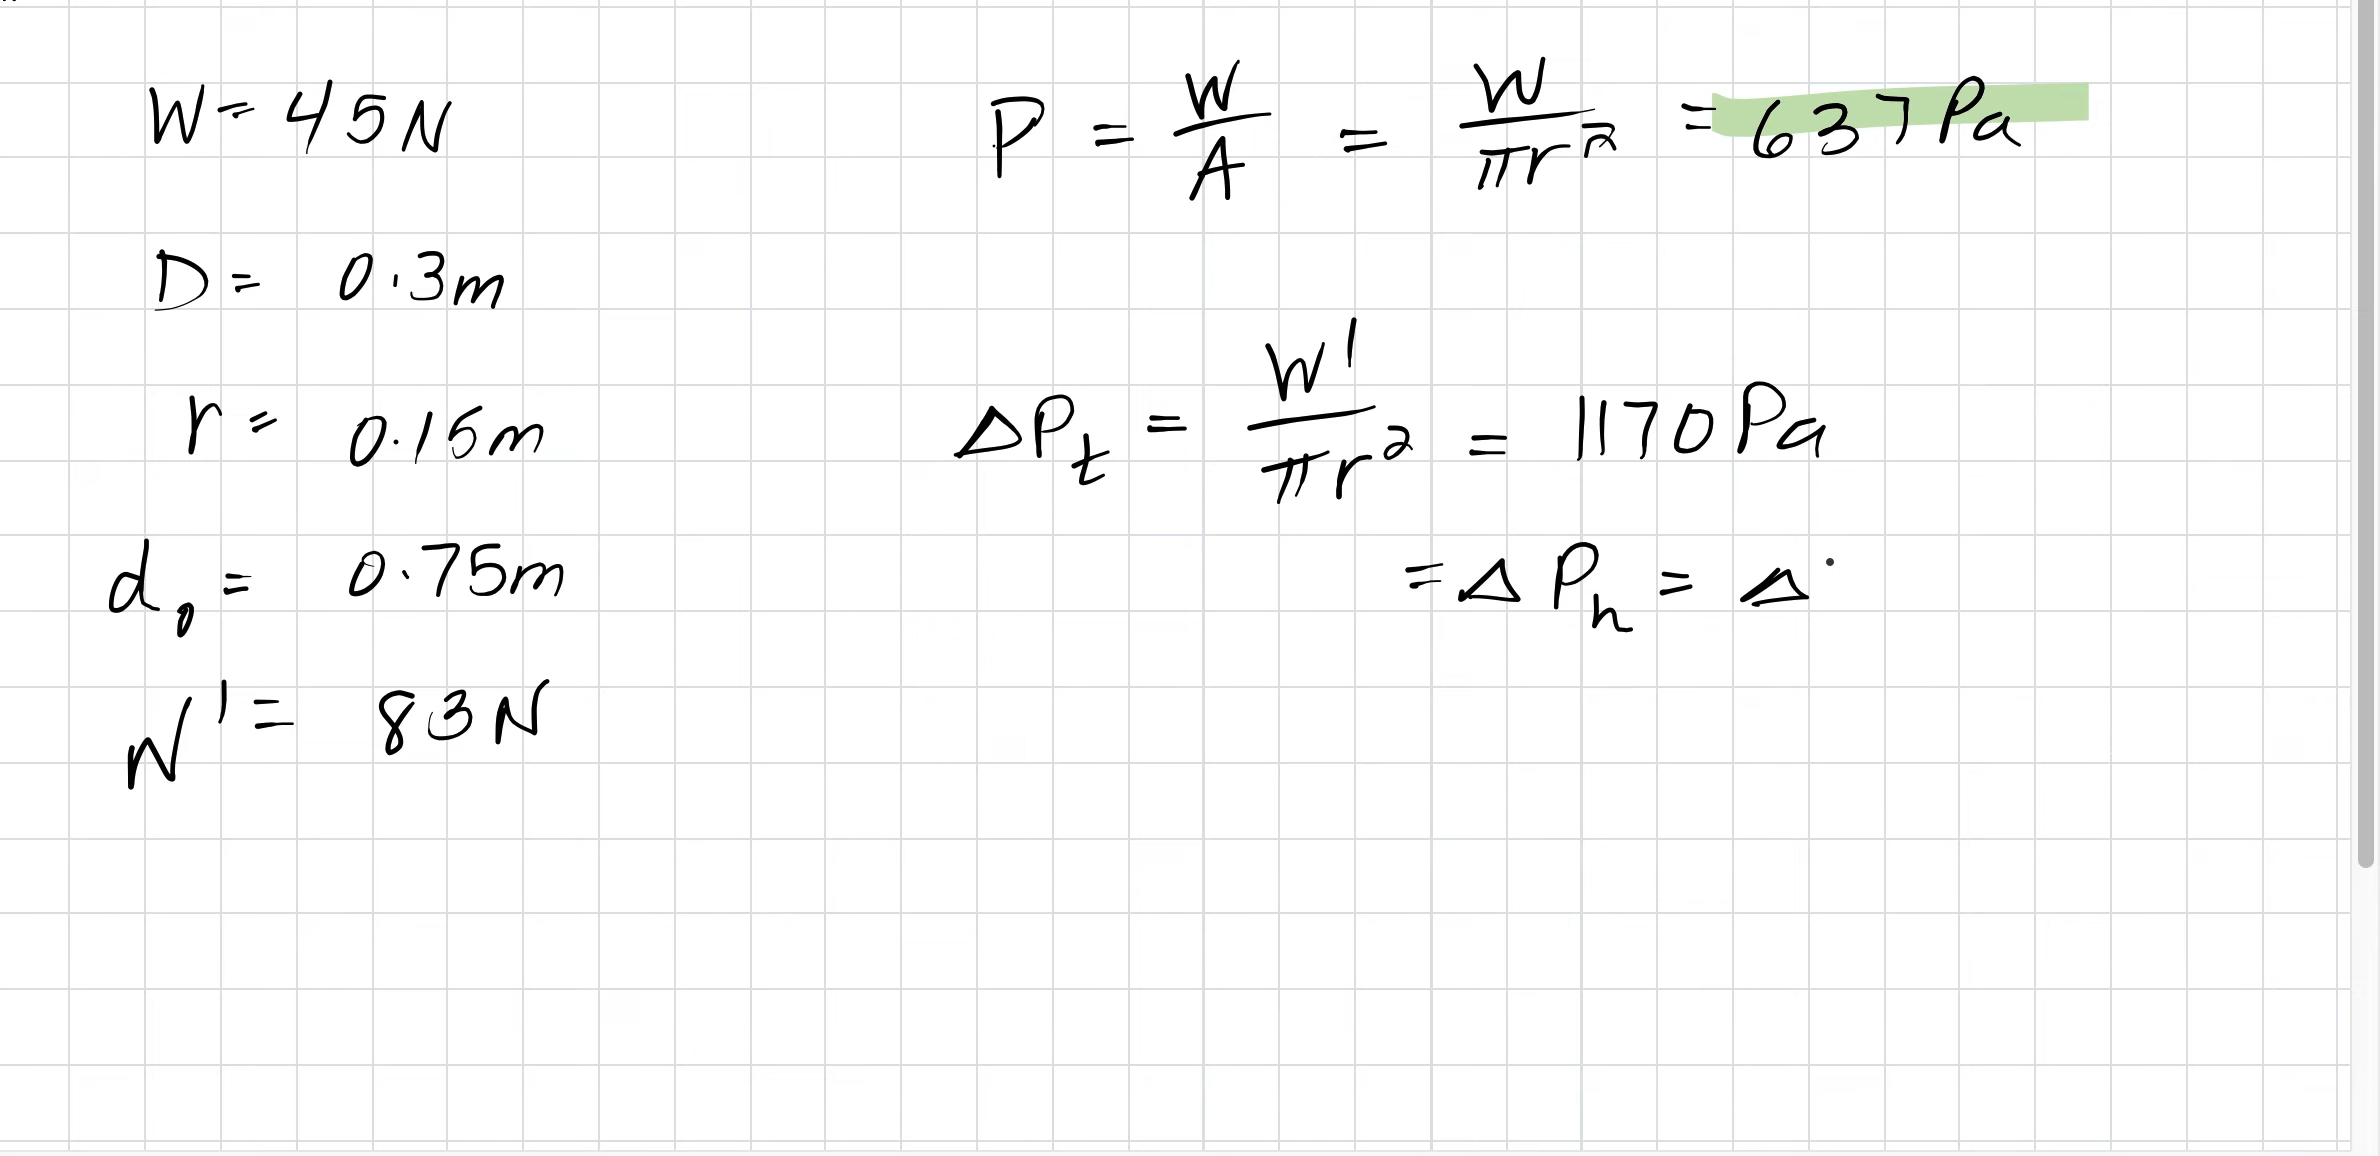 W = 45N
D = 0.3m
r = 0.15m
d₀ = 0.75m
W' = 83N
P = W/A = W/πr² = 637 Pa
ΔPt = W'/πr² = 1170 Pa
= ΔPh = Δ